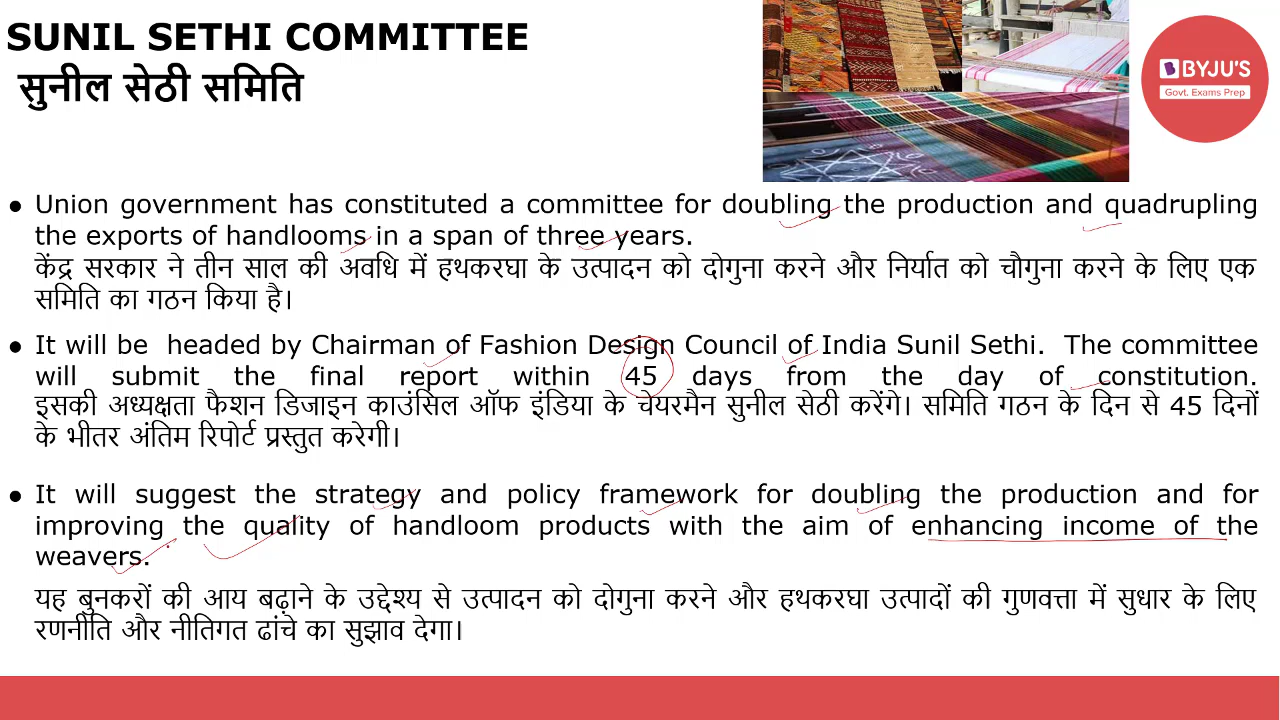 SUNIL SETHI COMMITTEE
सुनील सेठी समिति
BYJU'S
Govt. Exams Prep
● Union government has constituted a committee for doubling the production and quadrupling
the exports of handlooms in a span of three years.
केंद्र सरकार ने तीन साल की अवधि में हथकरघा के उत्पादन को दोगुना करने और निर्यात को चौगुना करने के लिए एक
समिति का गठन किया है।
● It will be headed by Chairman of Fashion Design Council of India Sunil Sethi. The committee
will submit the final report within 45 days from the day of constitution.
इसकी अध्यक्षता फैशन डिजाइन काउंसिल ऑफ इंडिया के चेयरमैन सुनील सेठी करेंगे। समिति गठन के दिन से 45 दिनों
के भीतर अंतिम रिपोर्ट प्रस्तुत करेगी।
● It will suggest the strategy and policy framework for doubling the production and for
improving the quality of handloom products with the aim of enhancing income of the
weavers.
यह बुनकरों की आय बढ़ाने के उद्देश्य से उत्पादन को दोगुना करने और हथकरघा उत्पादों की गुणवत्ता में सुधार के लिए
रणनीति और नीतिगत ढांचे का सुझाव देगा।